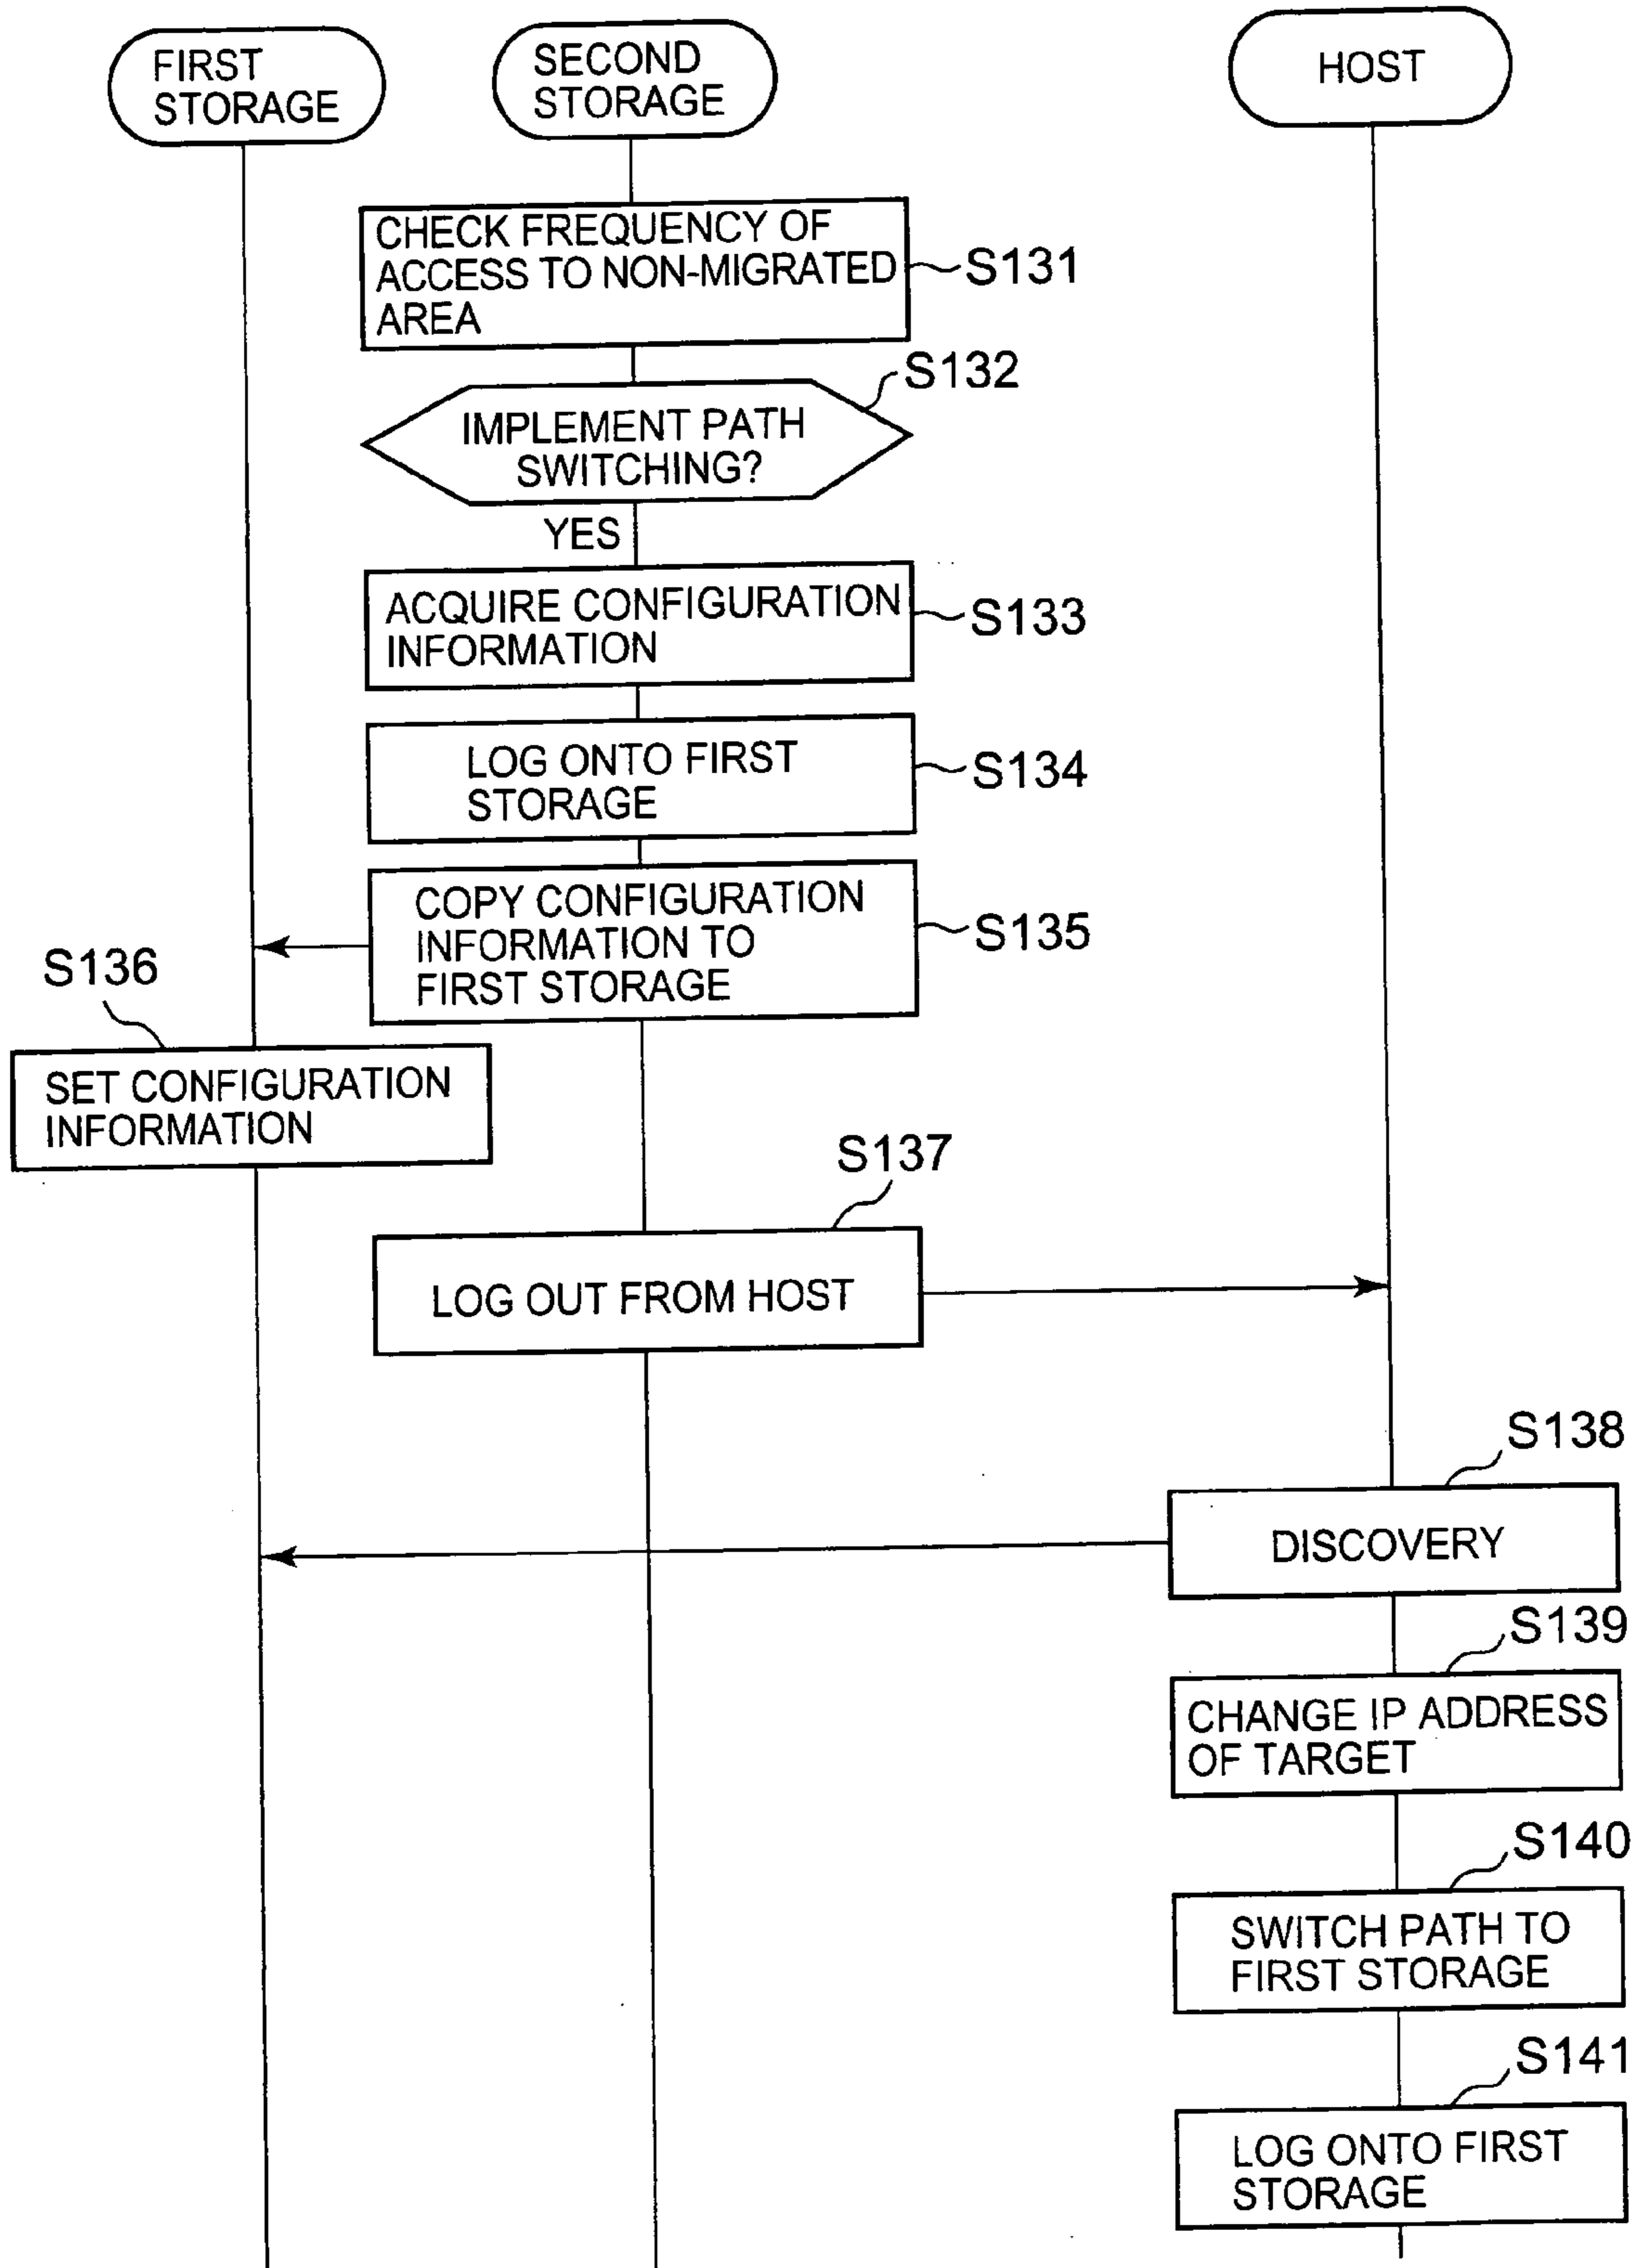 FIRST
STORAGE
SECOND
STORAGE
HOST
CHECK FREQUENCY OF
ACCESS TO NON-MIGRATED
AREA
S131
S132
IMPLEMENT PATH
SWITCHING?
YES
ACQUIRE CONFIGURATION
INFORMATION
S133
LOG ONTO FIRST
STORAGE
S134
COPY CONFIGURATION
INFORMATION TO
FIRST STORAGE
S135
S136
SET CONFIGURATION
INFORMATION
S137
LOG OUT FROM HOST
S138
DISCOVERY
S139
CHANGE IP ADDRESS
OF TARGET
S140
SWITCH PATH TO
FIRST STORAGE
S141
LOG ONTO FIRST
STORAGE